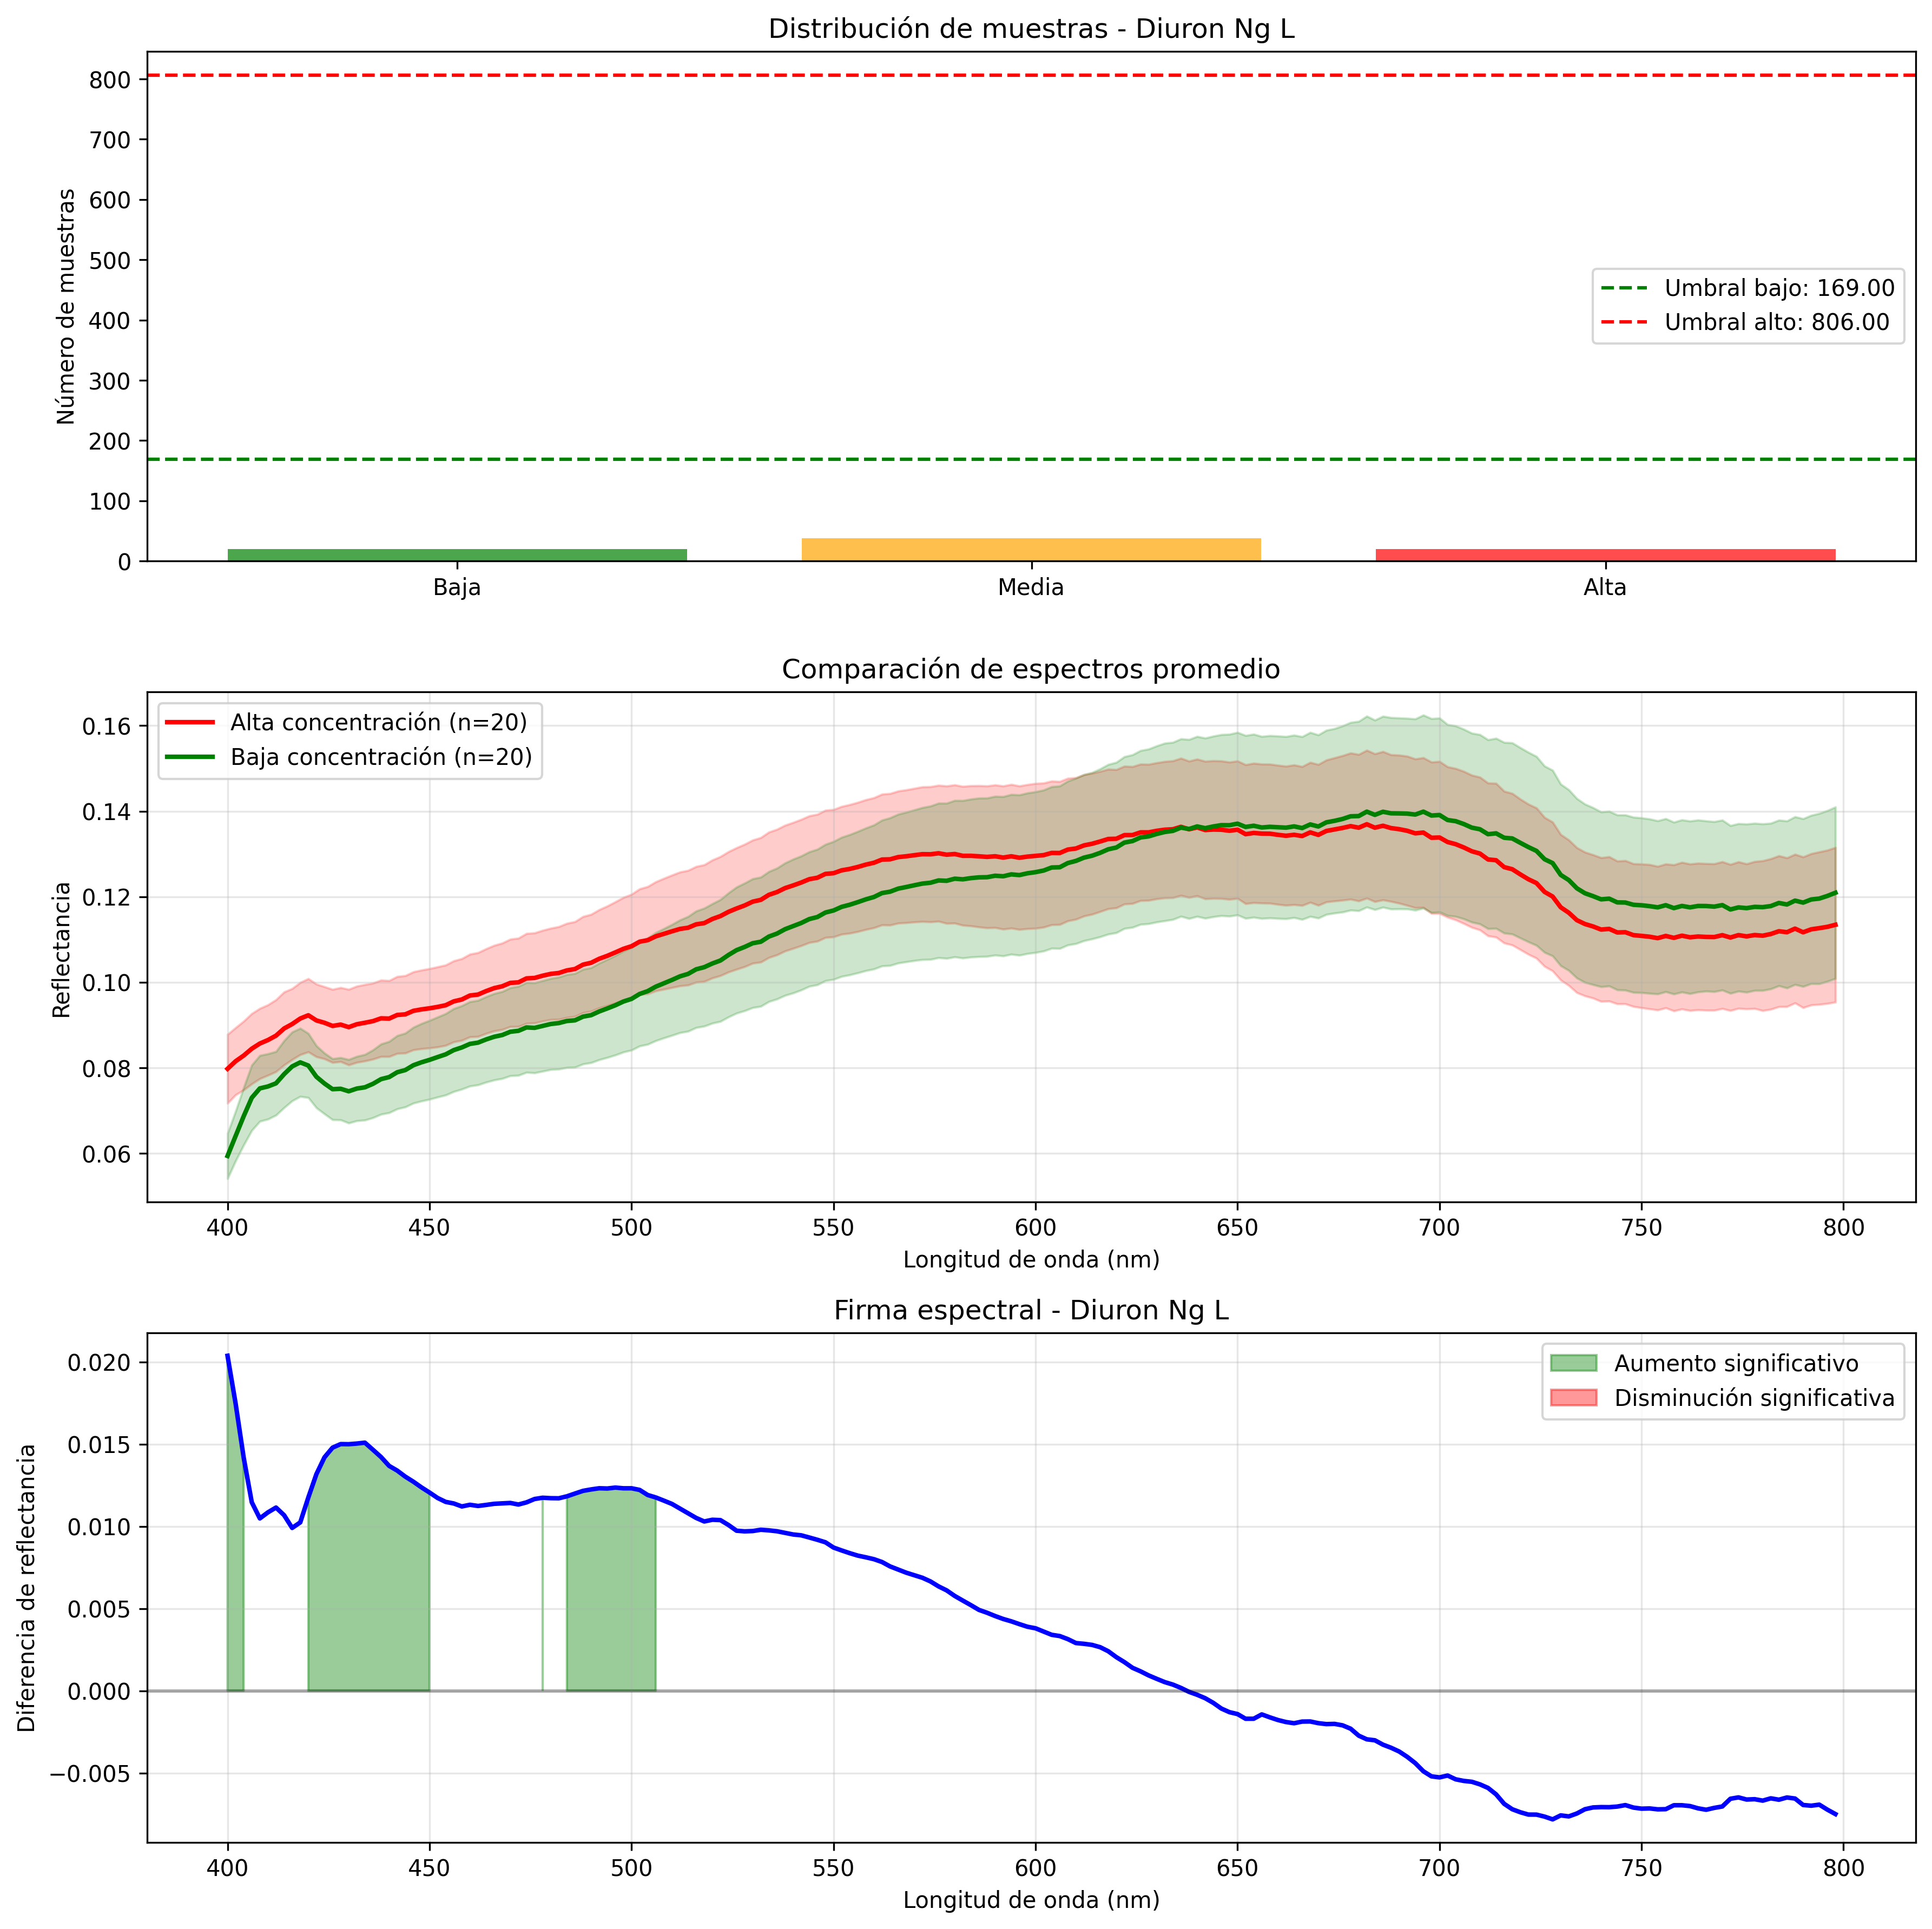 Distribución de muestras - Diuron Ng L
Número de muestras
800
700
600
500
400
300
200
100
0
Umbral bajo: 169.00
Umbral alto: 806.00
Baja Media Alta
Comparación de espectros promedio
Reflectancia
0.16
0.14
0.12
0.10
0.08
0.06
Alta concentración (n=20)
Baja concentración (n=20)
400 450 500 550 600 650 700 750 800
Longitud de onda (nm)
Firma espectral - Diuron Ng L
Diferencia de reflectancia
0.020
0.015
0.010
0.005
0.000
−0.005
Aumento significativo
Disminución significativa
400 450 500 550 600 650 700 750 800
Longitud de onda (nm)